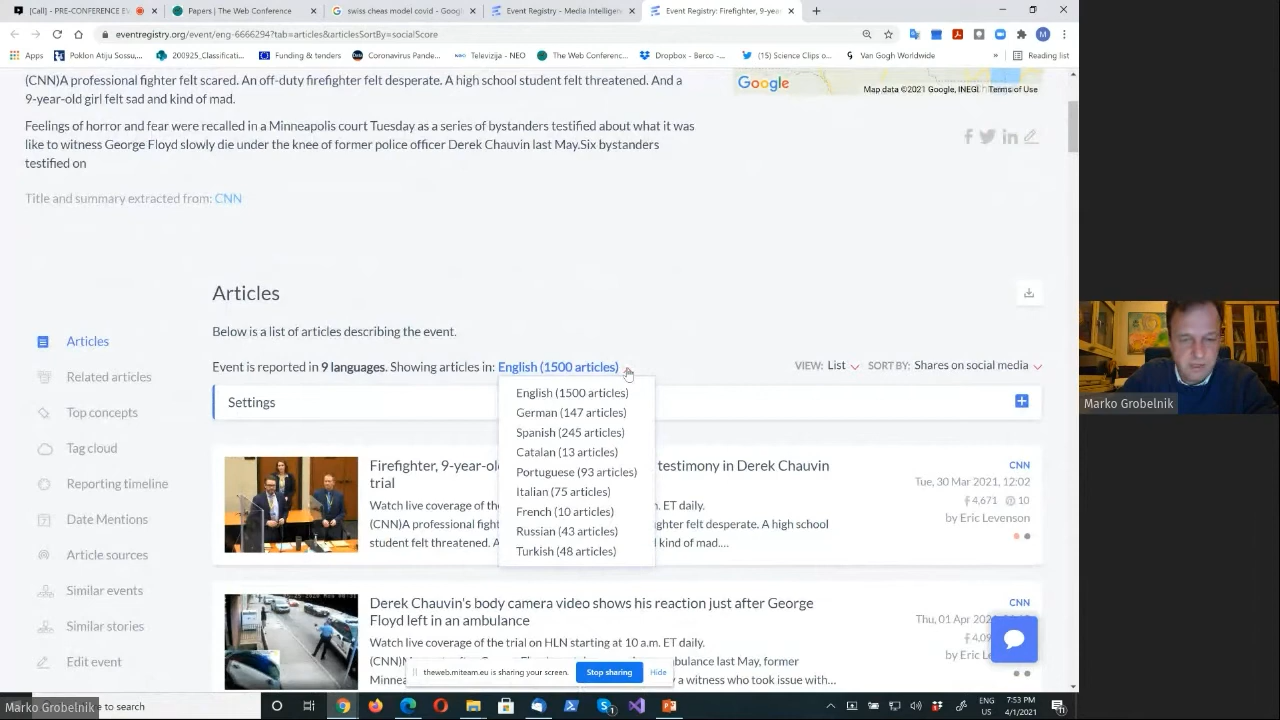 [Call] - PRE-CONFERENCE E
Papers | The Web Conference
swiss cheas model covid - Goog
Event Registry - Media Intelligenc
Event Registry: Firefighter, 9-year
eventregistry.org/event/eng-6666294?tab=articles&articlesSortBy=socialScore
M
Apps
Poklon Atiju Sossu,...
200925_Classificati...
Funding & tenders
Coronavirus Pande...
Televizija - NEO
The Web Conferenc...
Dropbox - Berco -...
(15) Science Clips o...
Van Gogh Worldwide
»
Reading list
(CNN)A professional fighter felt scared. An off-duty firefighter felt desperate. A high school student felt threatened. And a
9-year-old girl felt sad and kind of mad.
Google
Map data ©2021 Google, INEGI
Terms of Use
Feelings of horror and fear were recalled in a Minneapolis court Tuesday as a series of bystanders testified about what it was
like to witness George Floyd slowly die under the knee of former police officer Derek Chauvin last May.Six bystanders
testified on
Title and summary extracted from: CNN
Articles
Below is a list of articles describing the event.
Event is reported in 9 languages. Showing articles in: English (1500 articles)
VIEW: List
SORT BY: Shares on social media
Articles
Related articles
Top concepts
Tag cloud
Reporting timeline
Date Mentions
Article sources
Similar events
Similar stories
Edit event
English (1500 articles)
German (147 articles)
Spanish (245 articles)
Catalan (13 articles)
Portuguese (93 articles)
Italian (75 articles)
French (10 articles)
Russian (43 articles)
Turkish (48 articles)
Settings
Firefighter, 9-year-ol
testimony in Derek Chauvin
trial
Watch live coverage of the
ET daily.
(CNN)A professional fight
ghter felt desperate. A high school
student felt threatened. A
kind of mad....
CNN
Tue, 30 Mar 2021, 12:02
4,671
10
by Eric Levenson
Derek Chauvin's body camera video shows his reaction just after George
Floyd left in an ambulance
Watch live coverage of the trial on HLN starting at 10 a.m. ET daily.
(CNN)
ambulance last May, former
Minnea
y a witness who took issue with...
CNN
Thu, 01 Apr 20
4,09
by Eric Le
theweb.miteam.eu is sharing your screen.
Stop sharing
Hide
Marko Grobelnik
Marko Grobelnik
e to search
ENG
US
7:53 PM
4/1/2021